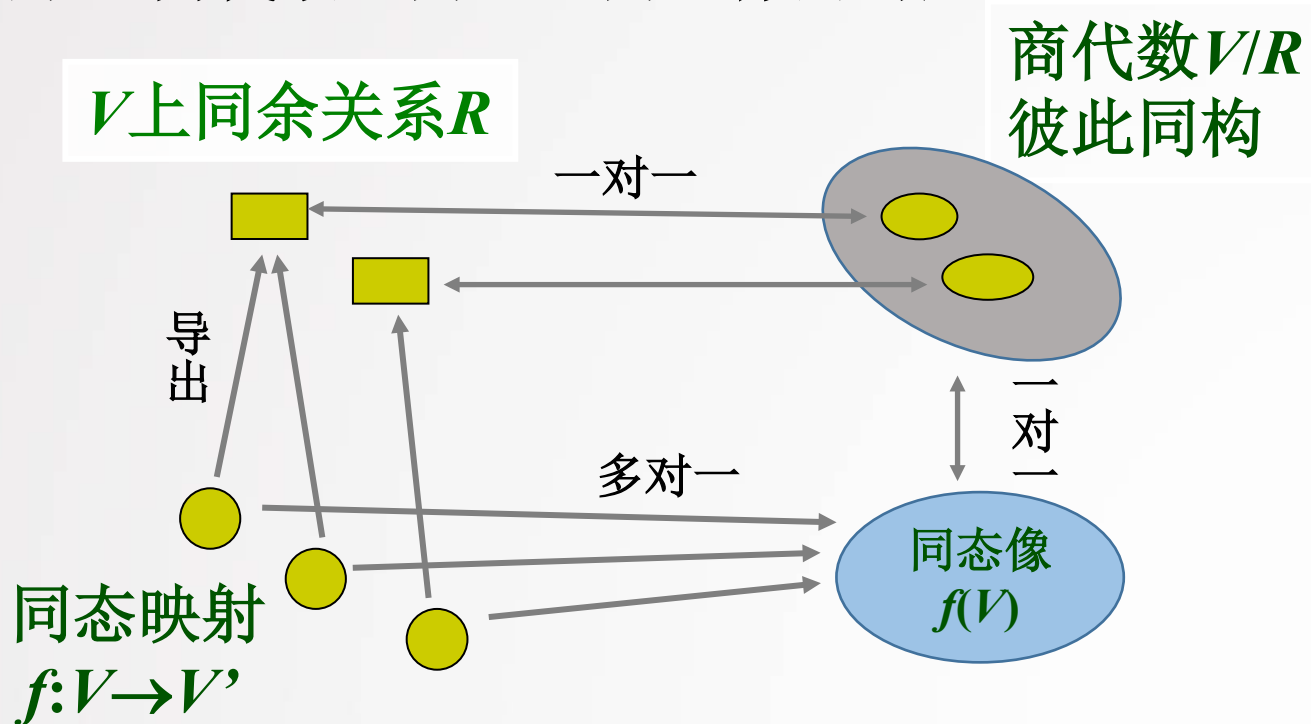 V上同余关系R
商代数V/R
彼此同构
一对一
导
出
一
对
一
多对一
同态像
f(V)
同态映射
f:V→V’